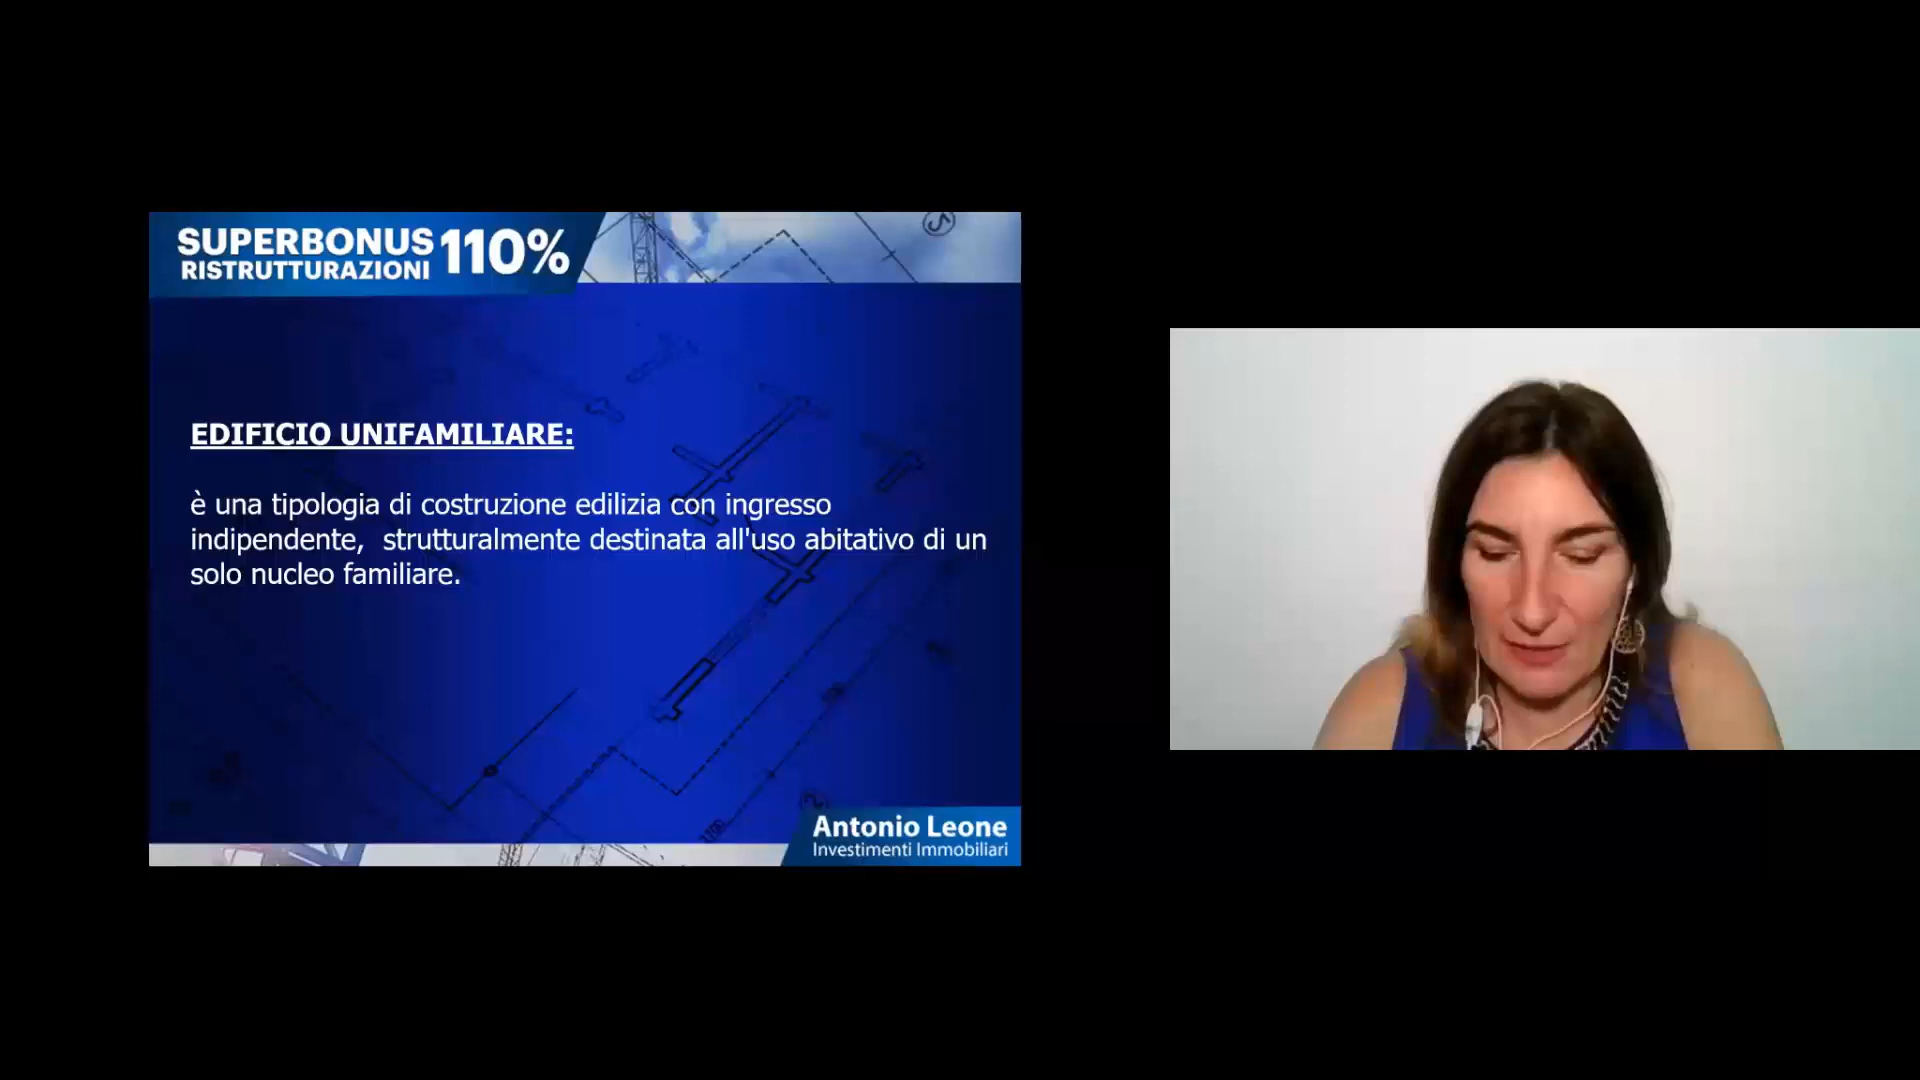 SUPERBONUS
RISTRUTTURAZIONI
110%
EDIFICIO UNIFAMILIARE:
è una tipologia di costruzione edilizia con ingresso
indipendente, strutturalmente destinata all'uso abitativo di un
solo nucleo familiare.
Antonio Leone
Investimenti Immobiliari